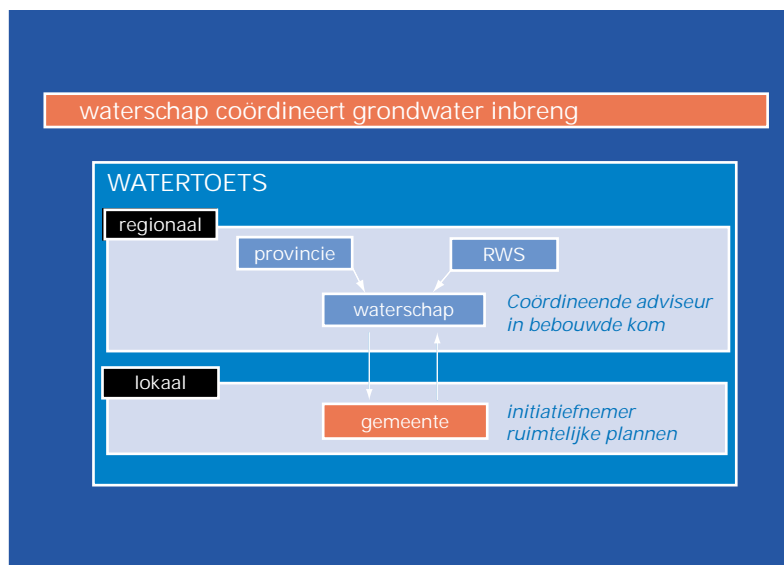 waterschap coördineert grondwater inbreng
WATERTOETS
regionaal
provincie
RWS
waterschap
Coördineende adviseur
in bebouwde kom
lokaal
gemeente
initiatiefnemer
ruimtelijke plannen